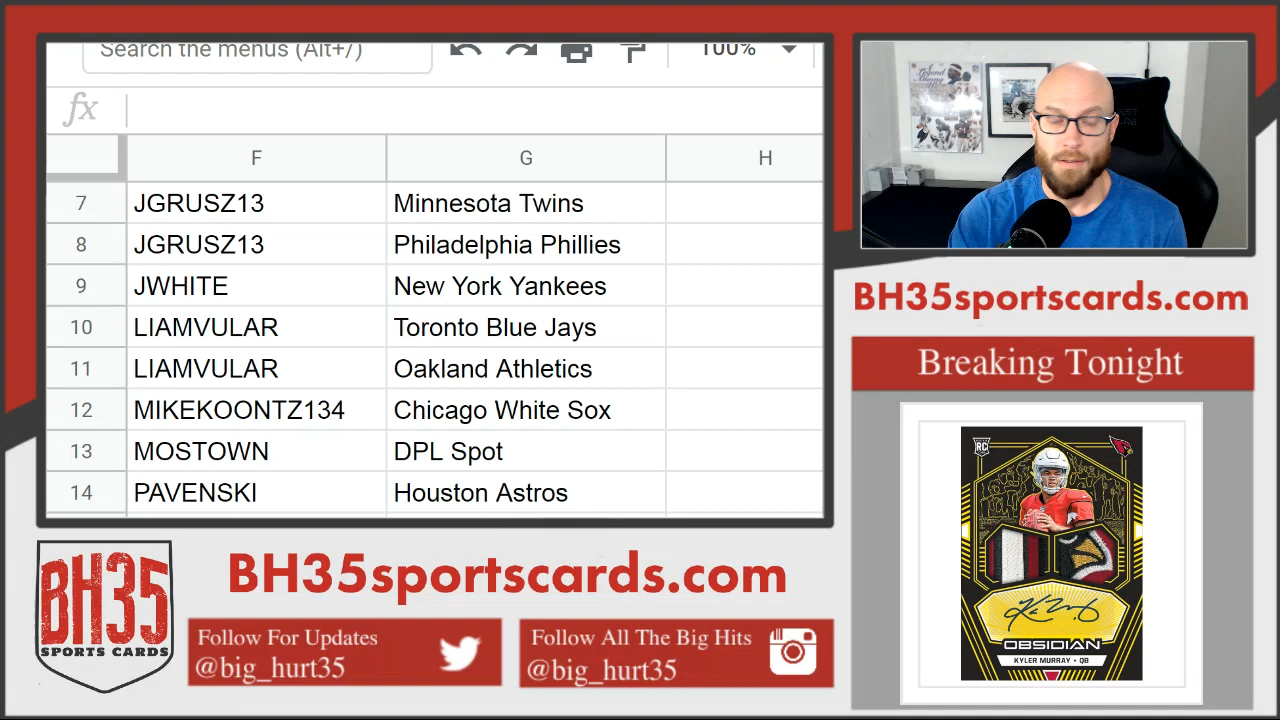 Search the menus (Alt+/)
100%
fx
F G H
7 JGRUSZ13 Minnesota Twins
8 JGRUSZ13 Philadelphia Phillies
9 JWHITE New York Yankees
10 LIAMVULAR Toronto Blue Jays
11 LIAMVULAR Oakland Athletics
12 MIKEKOONTZ134 Chicago White Sox
13 MOSTOWN DPL Spot
14 PAVENSKI Houston Astros
BH35sportscards.com
Breaking Tonight
RC
OBSIDIAN
KYLER MURRAY • QB
BH35
SPORTS CARDS
BH35sportscards.com
Follow For Updates
@big_hurt35
Follow All The Big Hits
@big_hurt35